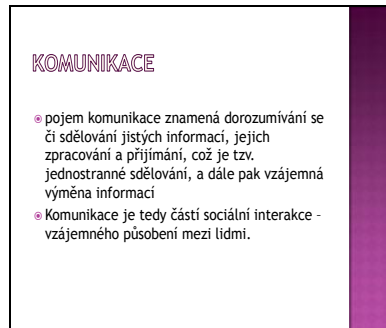 KOMUNIKACE
pojem komunikace znamená dorozumívání se
či sdělování jistých informací, jejich
zpracování a přijímání, což je tzv.
jednostranné sdělování, a dále pak vzájemná
výměna informací
Komunikace je tedy částí sociální interakce –
vzájemného působení mezi lidmi.